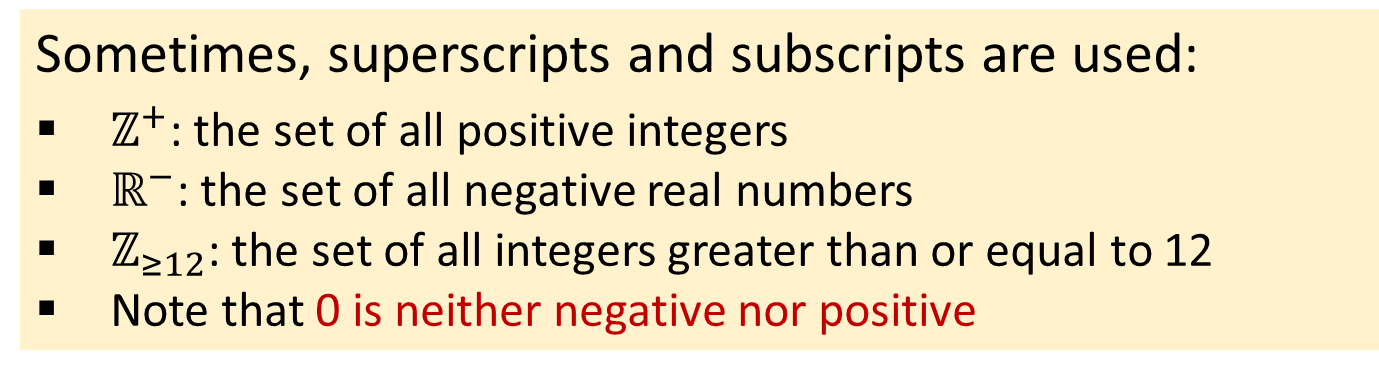 Sometimes, superscripts and subscripts are used:
▪ ℤ⁺: the set of all positive integers
▪ ℝ⁻: the set of all negative real numbers
▪ ℤ≥12: the set of all integers greater than or equal to 12
▪ Note that 0 is neither negative nor positive